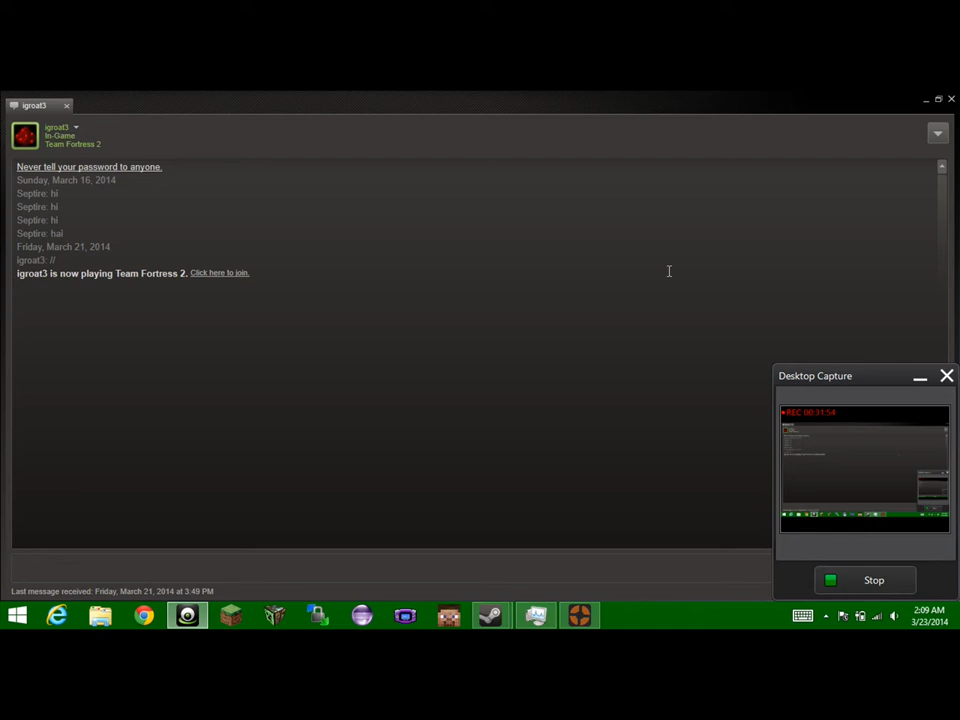 igroat3
igroat3
In-Game
Team Fortress 2
Never tell your password to anyone.
Sunday, March 16, 2014
Septire: hi
Septire: hi
Septire: hi
Septire: hai
Friday, March 21, 2014
igroat3: //
igroat3 is now playing Team Fortress 2. Click here to join.
Desktop Capture
REC 00:31:54
Stop
Last message received: Friday, March 21, 2014 at 3:49 PM
2:09 AM
3/23/2014